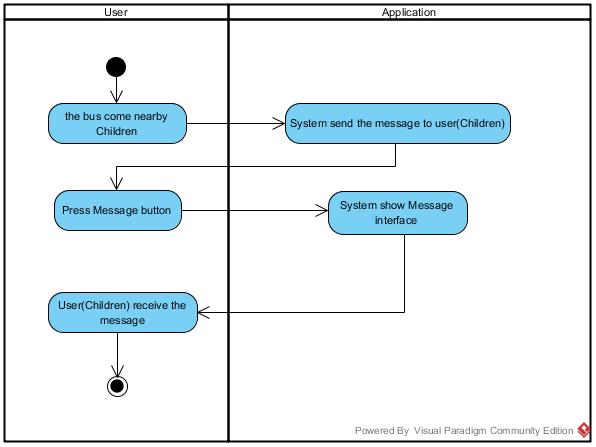 User
Application
the bus come nearby
Children
System send the message to user(Children)
Press Message button
System show Message
interface
User(Children) receive the
message
Powered By Visual Paradigm Community Edition